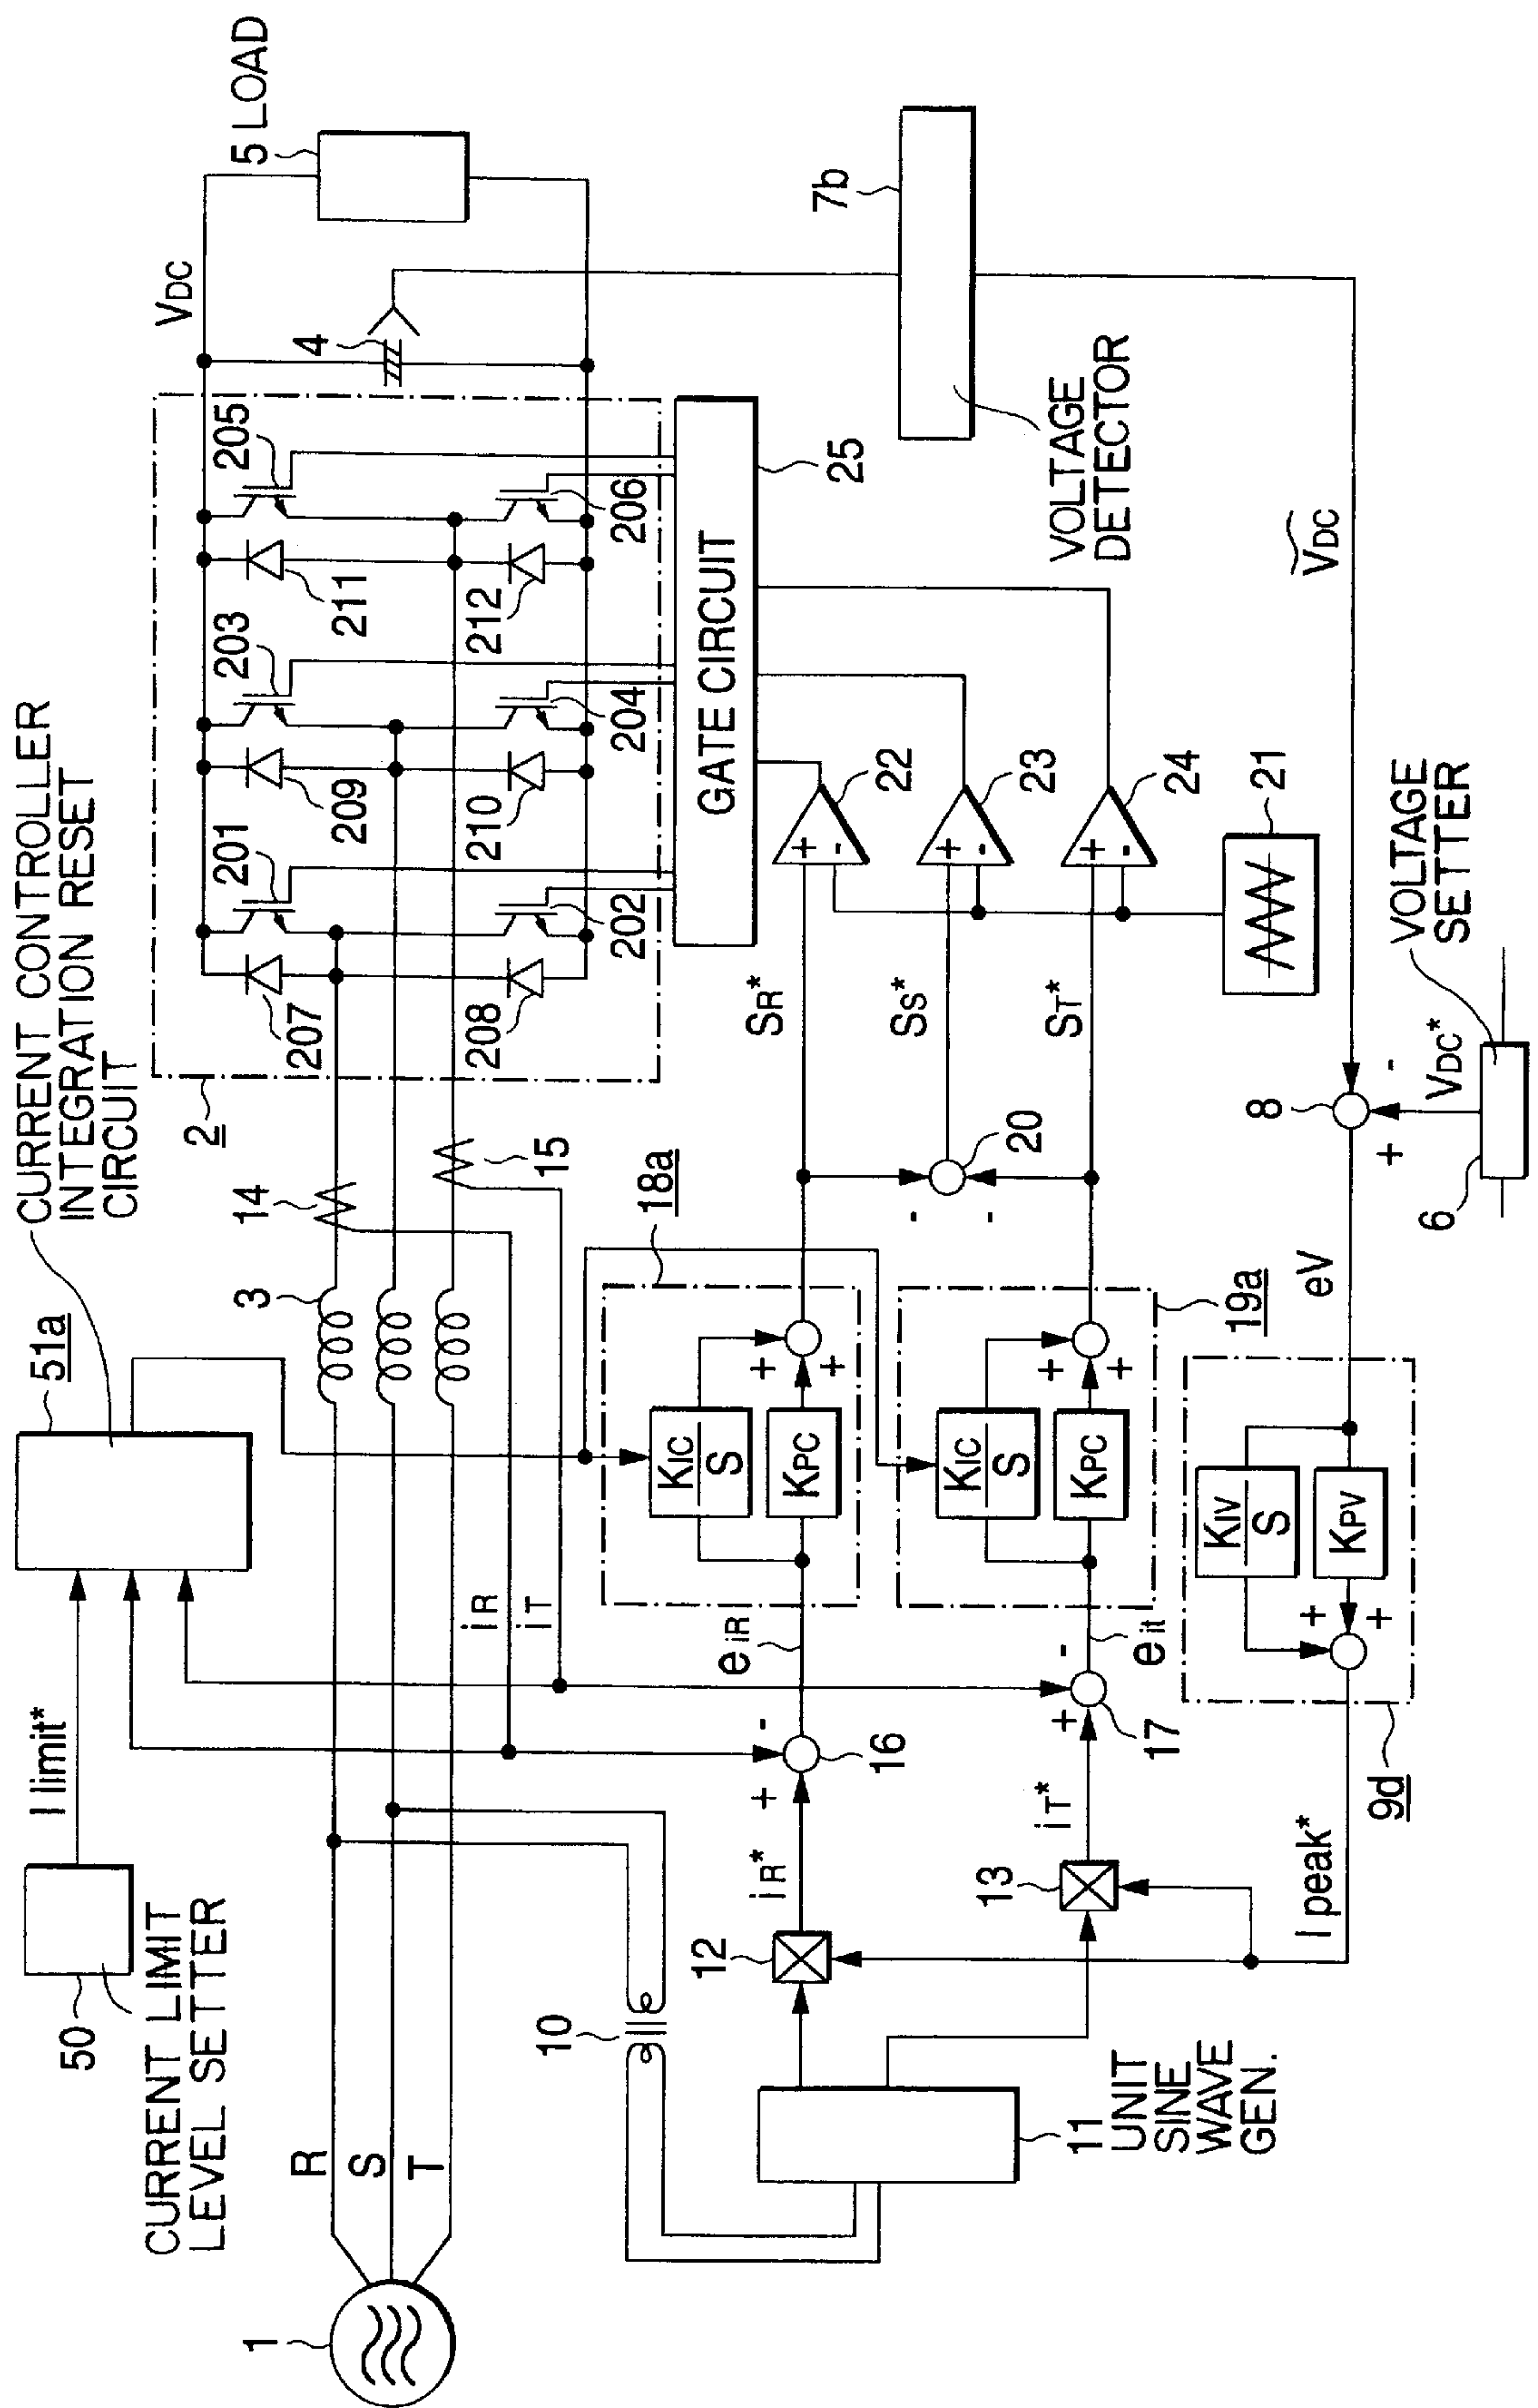 50
CURRENT LIMIT
LEVEL SETTER
I limit*
51a
CURRENT CONTROLLER
INTEGRATION RESET
CIRCUIT
1
R
S
T
3
14
15
2
201
202
203
204
205
206
207
208
209
210
211
212
VDC
4
5 LOAD
iR
iT
10
11
UNIT
SINE
WAVE
GEN.
12
13
iR*
iT*
+
-
16
+
-
17
eiR
eit
18a
KIC
S
KPC
+
+
19a
KIC
S
KPC
+
+
20
-
-
SR*
SS*
ST*
+
-
22
+
-
23
+
-
24
21
GATE CIRCUIT
25
7b
VOLTAGE
DETECTOR
ṼDC
VOLTAGE
SETTER
VDC*
6
8
+
-
eV
KIV
S
KPV
+
+
9d
I peak*